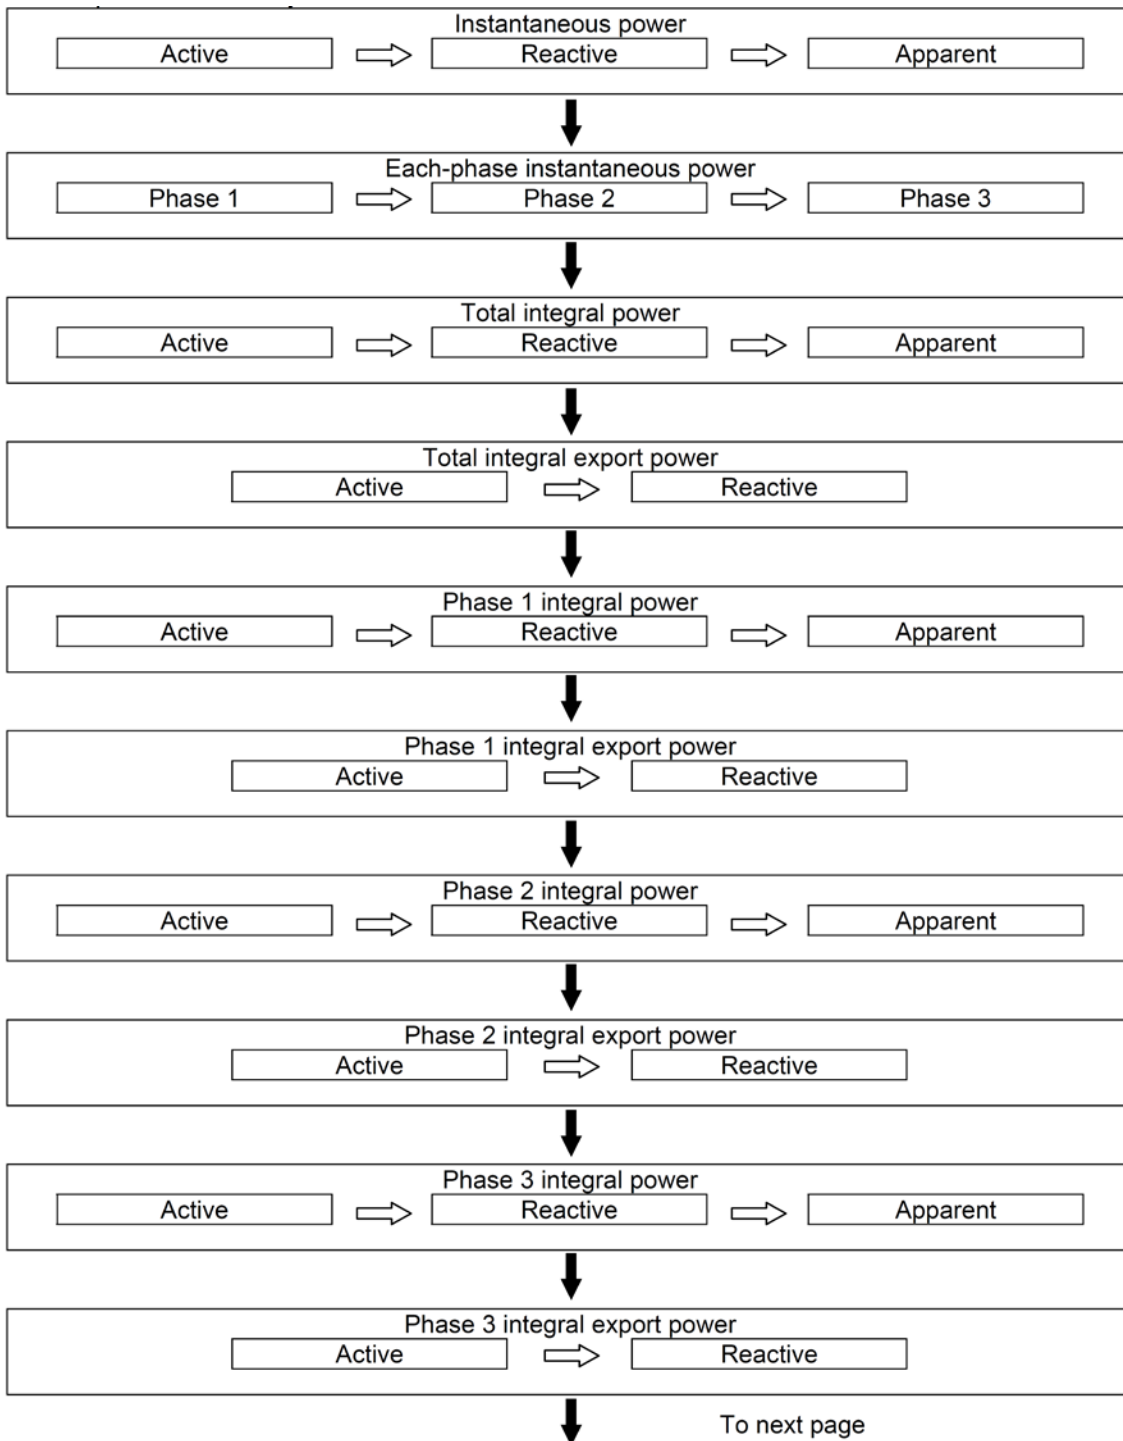 Instantaneous power
Active Reactive Apparent
Each-phase instantaneous power
Phase 1 Phase 2 Phase 3
Total integral power
Active Reactive Apparent
Total integral export power
Active Reactive
Phase 1 integral power
Active Reactive Apparent
Phase 1 integral export power
Active Reactive
Phase 2 integral power
Active Reactive Apparent
Phase 2 integral export power
Active Reactive
Phase 3 integral power
Active Reactive Apparent
Phase 3 integral export power
Active Reactive
To next page